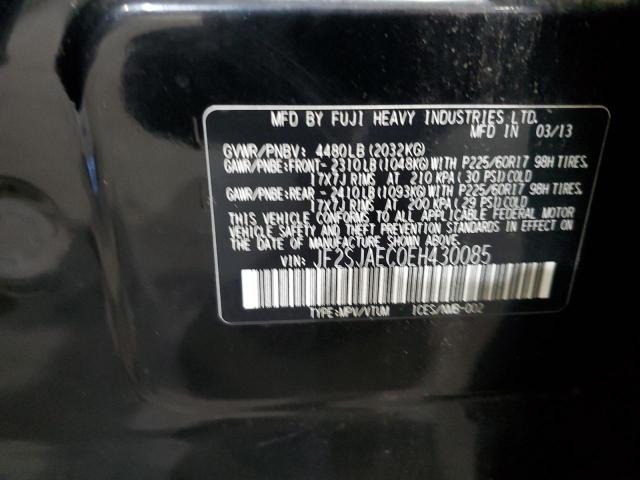 MFD BY FUJI HEAVY INDUSTRIES LTD.
MFD IN 03/13
GVWR/PNBV: 4480LB(2032KG)
GAWR/PNBE:FRONT- 2310LB(1048KG)WITH P225/60R17 98H TIRES.
17X7J RIMS AT 210 KPA (30 PSI)COLD
GAWR/PNBE:REAR - 2410LB(1093KG)WITH P225/60R17 98H TIRES.
17X7J RIMS AT 200 KPA (29 PSI)COLD
THIS VEHICLE CONFORMS TO ALL APPLICABLE FEDERAL MOTOR
VEHICLE SAFETY AND THEFT PREVENTION STANDARDS IN EFFECT ON
THE DATE OF MANUFACTURE SHOWN ABOVE.
VIN: JF2SJAEC0EH430085
TYPE:MPV/VTUM ICES/NMB-002